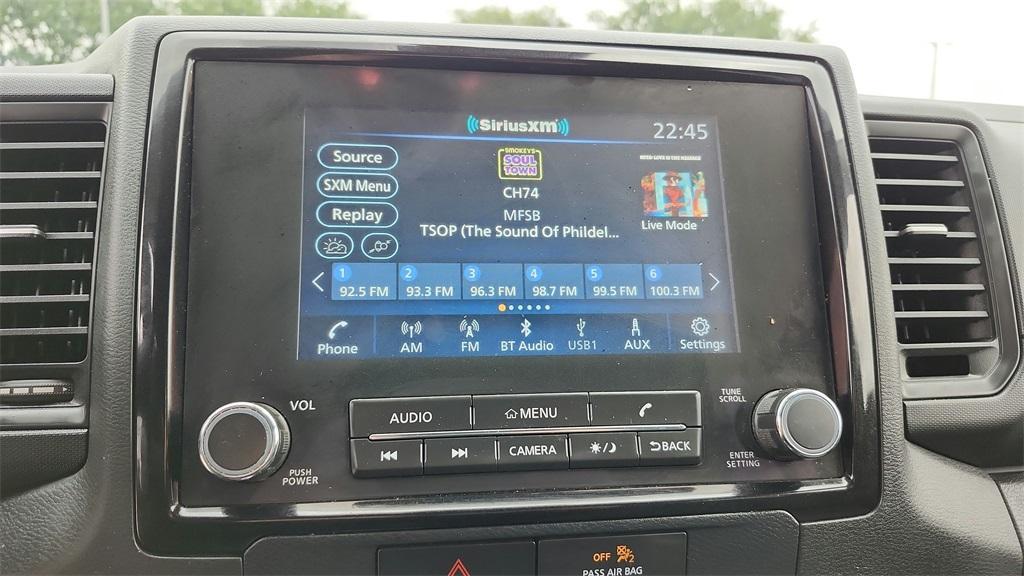 SiriusXM
22:45
Source
SXM Menu
Replay
SMOKEY'S
SOUL
TOWN
CH74
MFSB
TSOP (The Sound Of Phildel...
Live Mode
1 2 3 4 5 6
92.5 FM 93.3 FM 96.3 FM 98.7 FM 99.5 FM 100.3 FM
Phone AM FM BT Audio USB1 AUX Settings
VOL
PUSH
POWER
AUDIO MENU
CAMERA BACK
TUNE
SCROLL
ENTER
SETTING
OFF 2
PASS AIR BAG